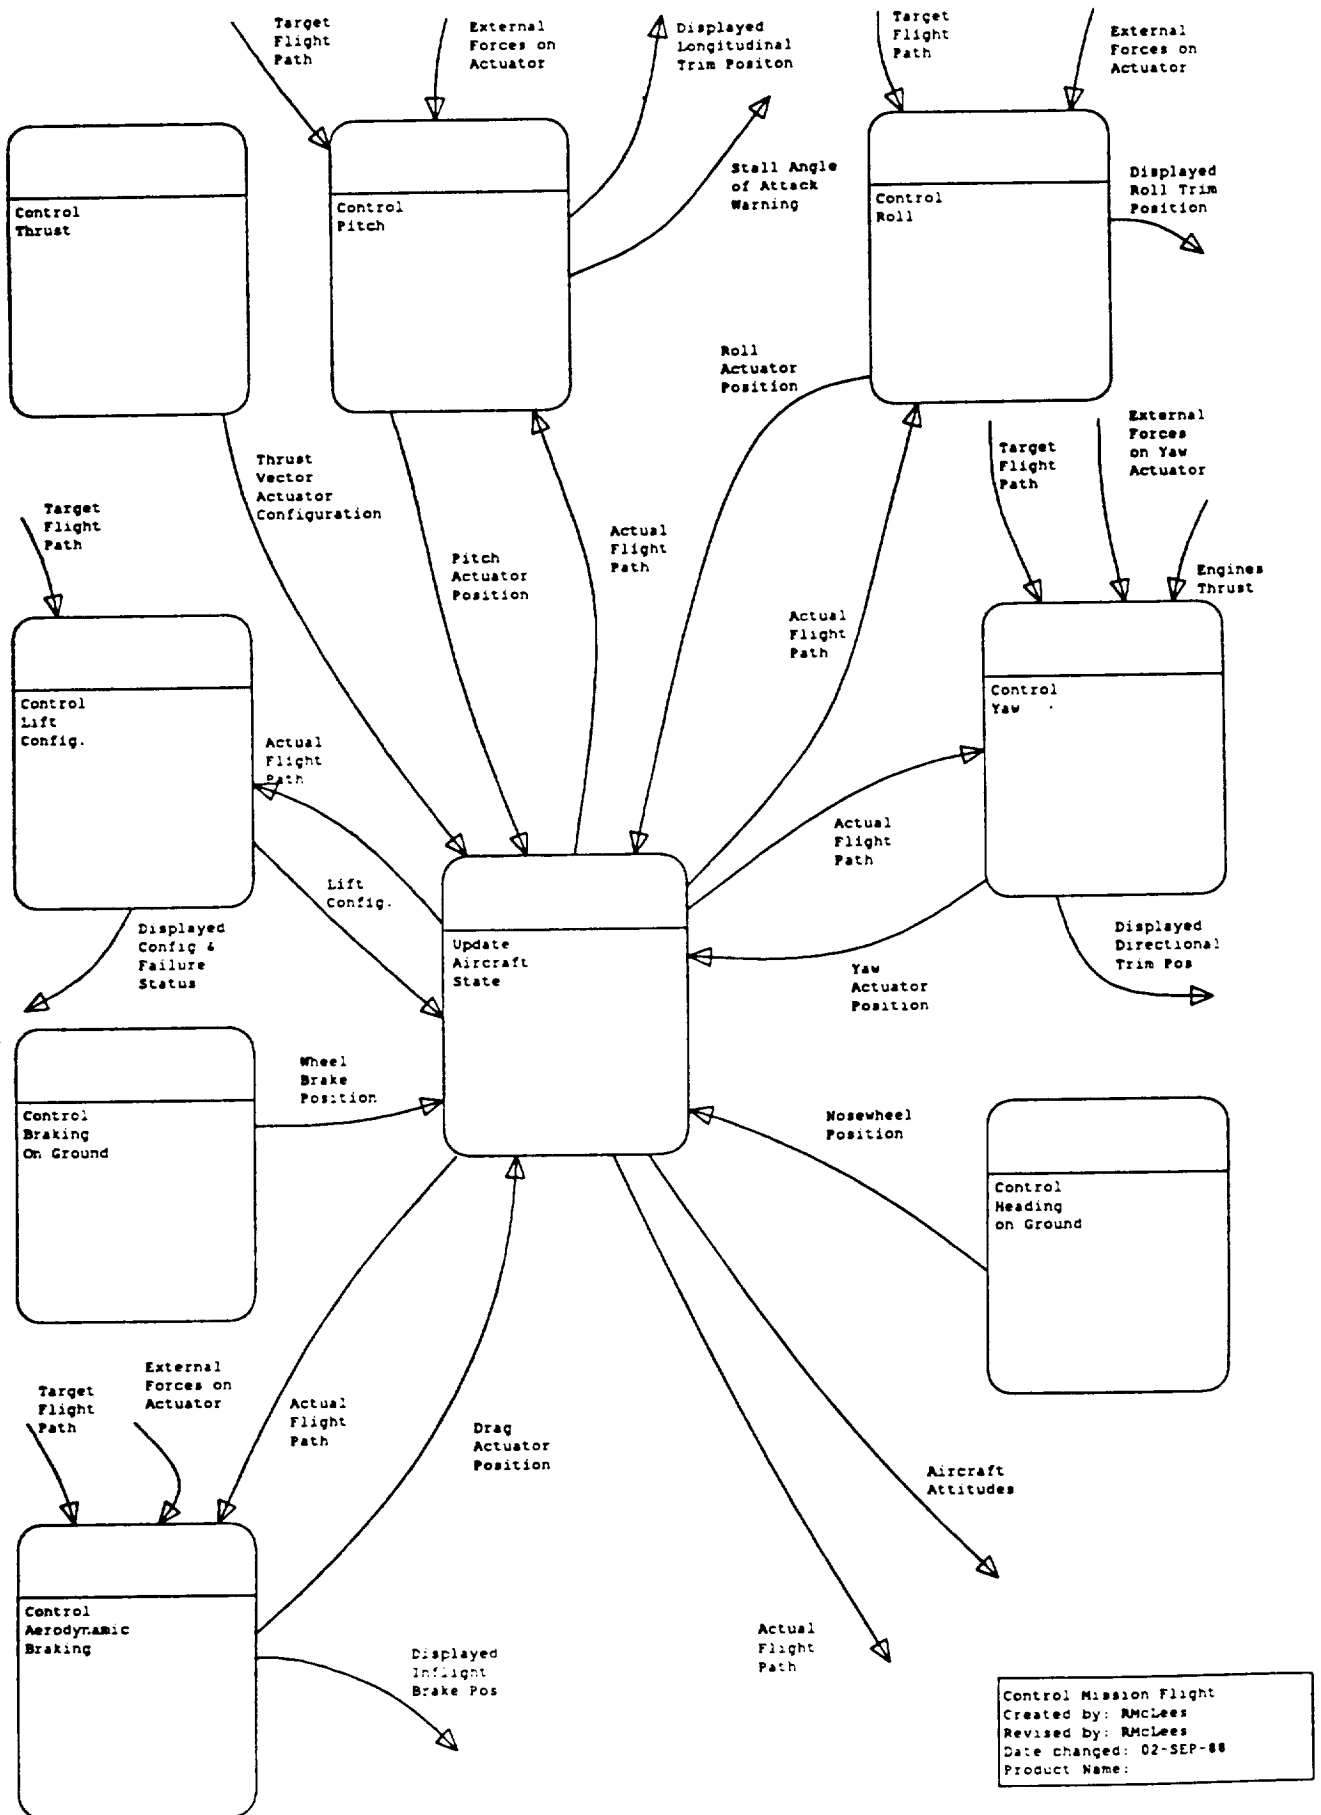 Target
Flight
Path
External
Forces on
Actuator
Displayed
Longitudinal
Trim Positon
Target
Flight
Path
External
Forces on
Actuator
Stall Angle
of Attack
Warning
Displayed
Roll Trim
Position
Control
Thrust
Control
Pitch
Control
Roll
Roll
Actuator
Position
Thrust
Vector
Actuator
Configuration
Target
Flight
Path
External
Forces
on Yaw
Actuator
Target
Flight
Path
Pitch
Actuator
Position
Actual
Flight
Path
Engines
Thrust
Actual
Flight
Path
Control
Lift
Config.
Actual
Flight
Path
Control
Yaw
Actual
Flight
Path
Lift
Config.
Displayed
Config &
Failure
Status
Update
Aircraft
State
Yaw
Actuator
Position
Displayed
Directional
Trim Pos
Wheel
Brake
Position
Control
Braking
On Ground
Nosewheel
Position
Control
Heading
on Ground
Target
Flight
Path
External
Forces on
Actuator
Actual
Flight
Path
Drag
Actuator
Position
Aircraft
Attitudes
Control
Aerodynamic
Braking
Displayed
Inflight
Brake Pos
Actual
Flight
Path
Control Mission Flight
Created by: RMcLees
Revised by: RMcLees
Date changed: 02-SEP-88
Product Name: